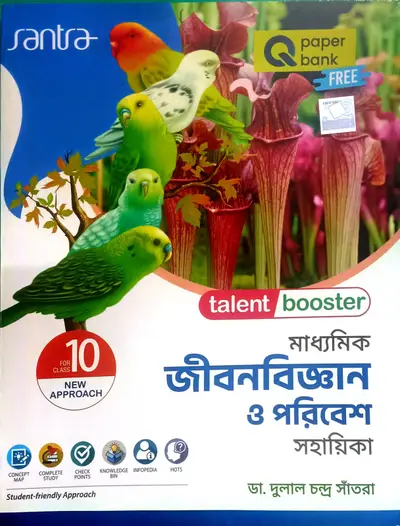 santra
Q paper
bank
FREE
talent booster
মাধ্যমিক
জীবনবিজ্ঞান
ও পরিবেশ
সহায়িকা
FOR
CLASS
10
NEW
APPROACH
CONCEPT
MAP
COMPLETE
STUDY
CHECK
POINTS
KNOWLEDGE
BIN
INFOPEDIA
HOTS
Student-friendly Approach
ডা. দুলাল চন্দ্র সাঁতরা